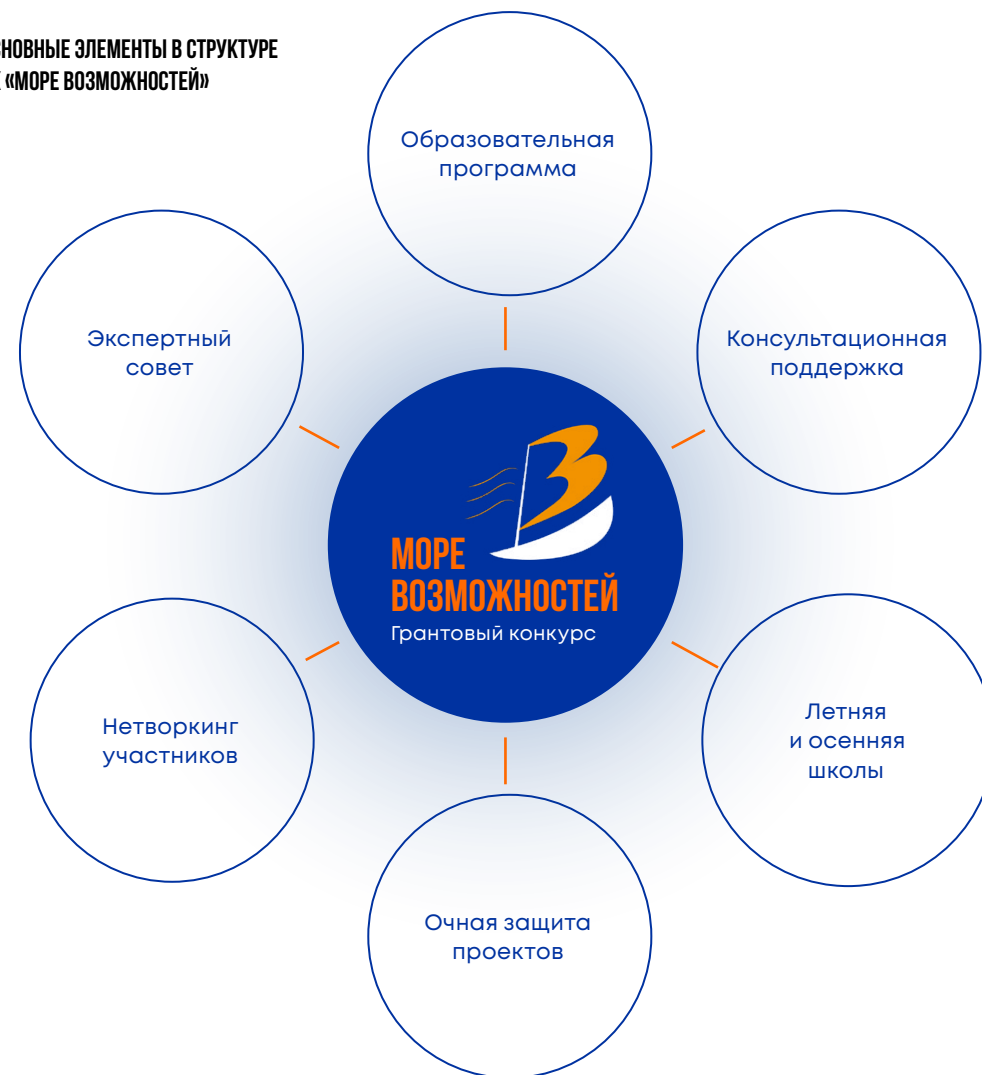 СНОВНЫЕ ЭЛЕМЕНТЫ В СТРУКТУРЕ
«МОРЕ ВОЗМОЖНОСТЕЙ»
Образовательная
программа
Экспертный
совет
Консультационная
поддержка
МОРЕ
ВОЗМОЖНОСТЕЙ
Грантовый конкурс
Нетворкинг
участников
Летняя
и осенняя
школы
Очная защита
проектов